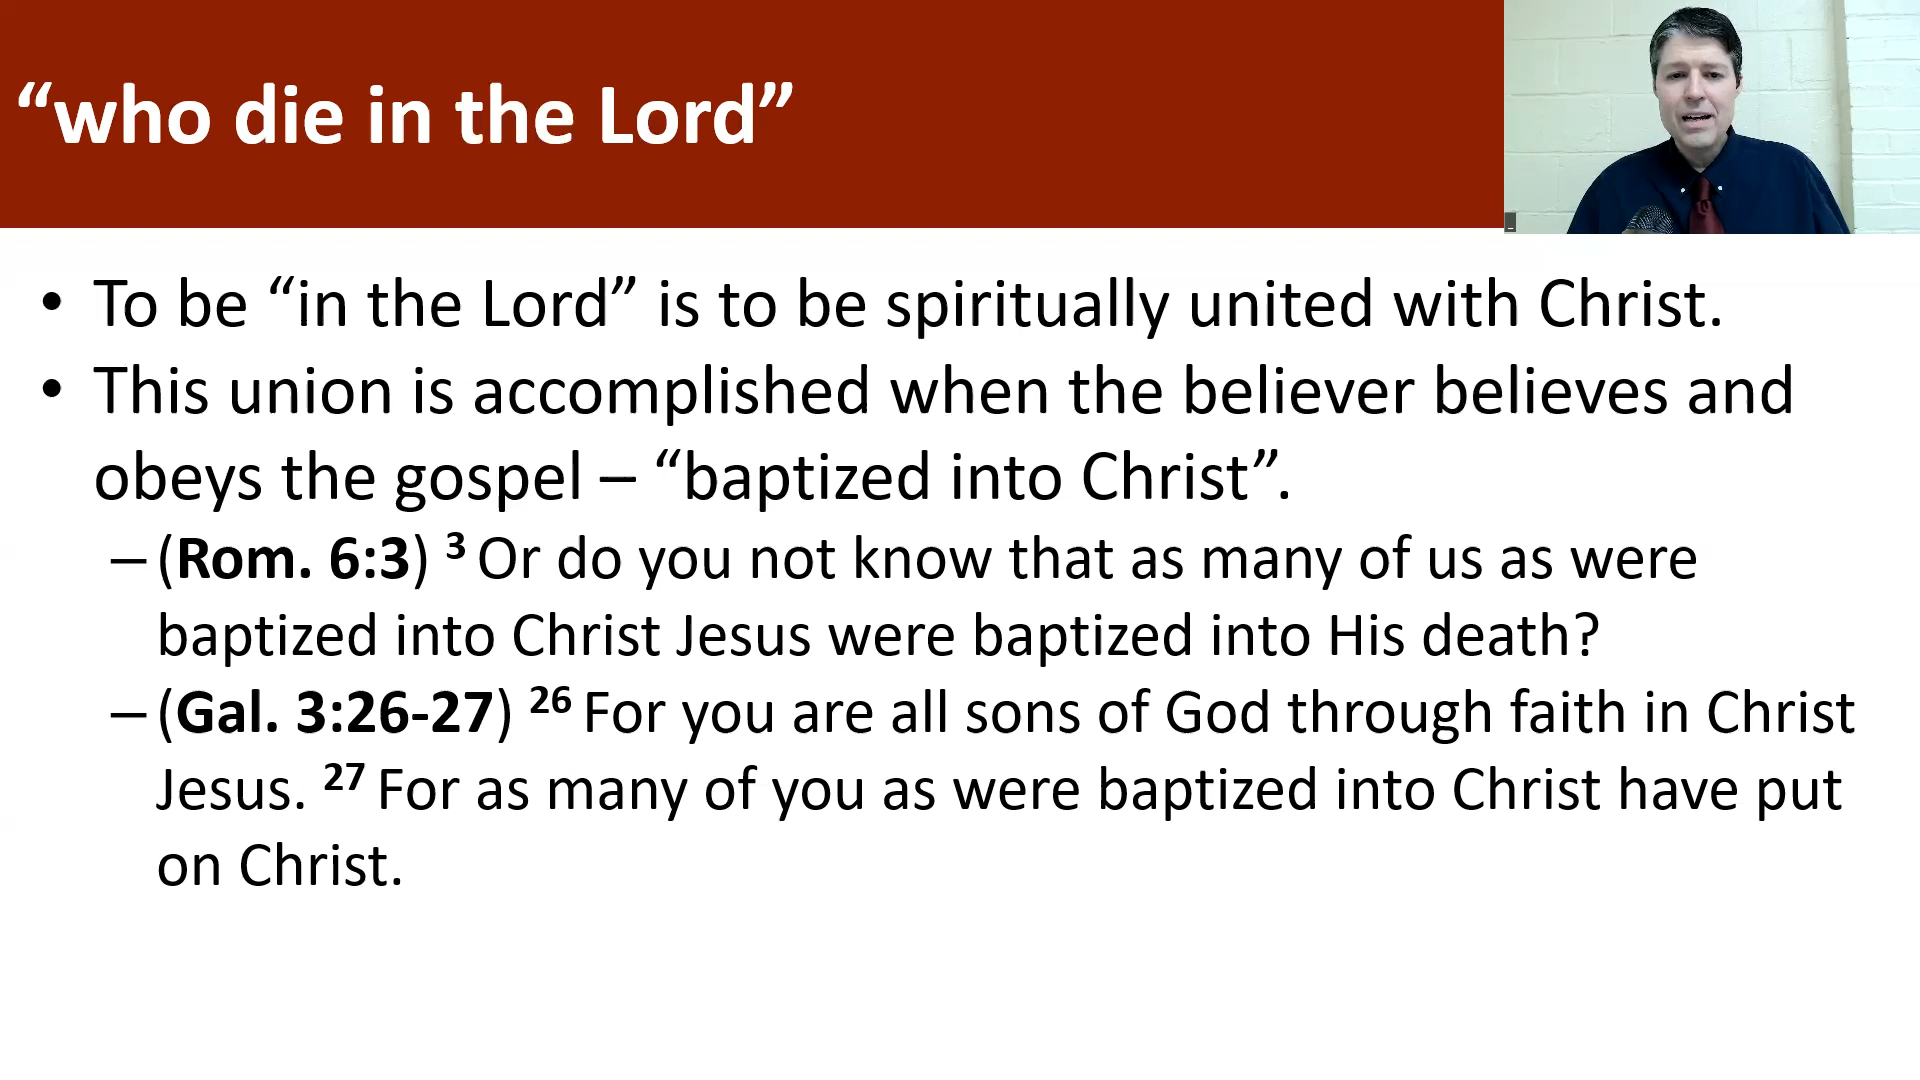 “who die in the Lord”
• To be “in the Lord” is to be spiritually united with Christ.
• This union is accomplished when the believer believes and
obeys the gospel – “baptized into Christ”.
– (Rom. 6:3) 3 Or do you not know that as many of us as were
baptized into Christ Jesus were baptized into His death?
– (Gal. 3:26-27) 26 For you are all sons of God through faith in Christ
Jesus. 27 For as many of you as were baptized into Christ have put
on Christ.